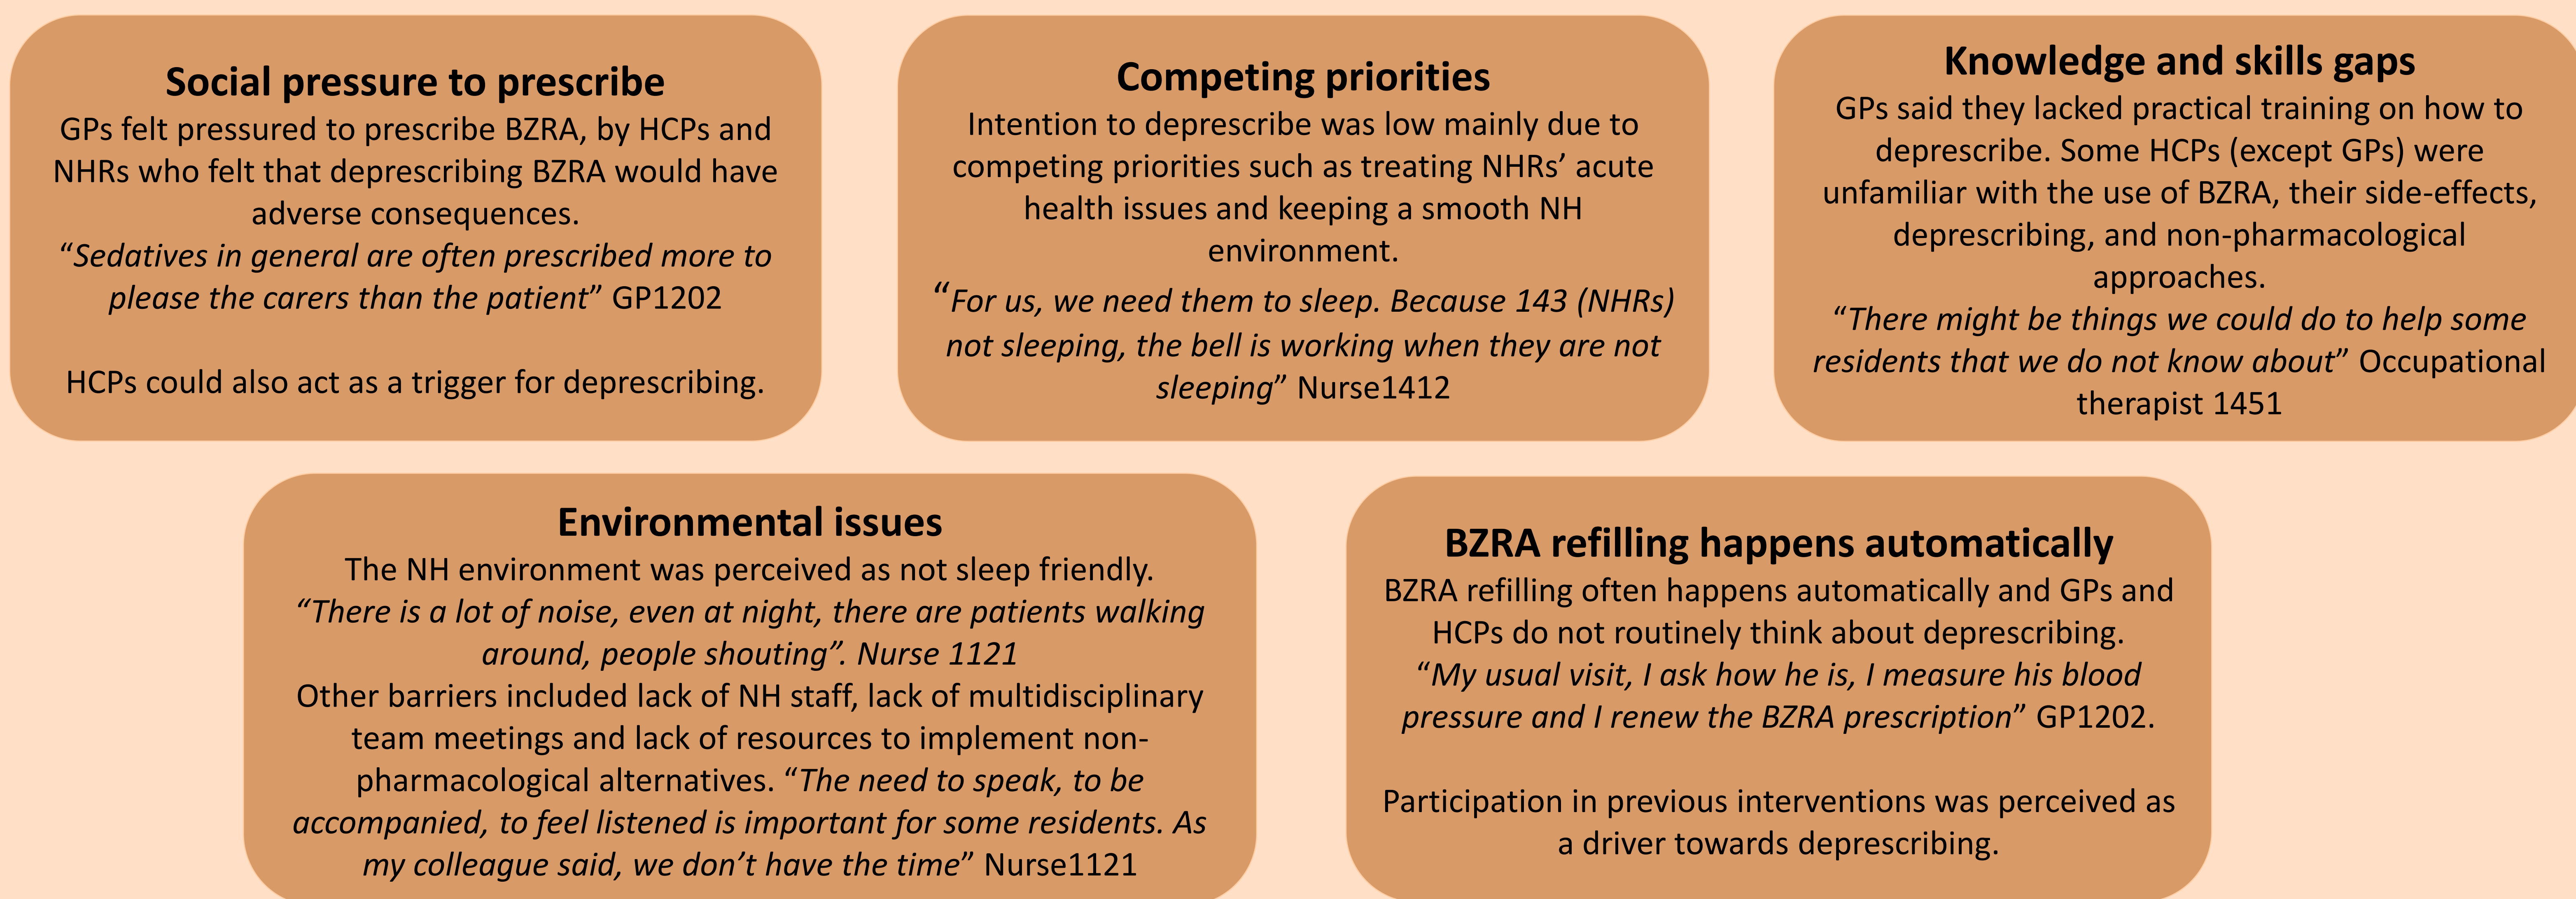 Social pressure to prescribe
GPs felt pressured to prescribe BZRA, by HCPs and
NHRs who felt that deprescribing BZRA would have
adverse consequences.
“Sedatives in general are often prescribed more to
please the carers than the patient” GP1202
HCPs could also act as a trigger for deprescribing.
Competing priorities
Intention to deprescribe was low mainly due to
competing priorities such as treating NHRs’ acute
health issues and keeping a smooth NH
environment.
“For us, we need them to sleep. Because 143 (NHRs)
not sleeping, the bell is working when they are not
sleeping” Nurse1412
Knowledge and skills gaps
GPs said they lacked practical training on how to
deprescribe. Some HCPs (except GPs) were
unfamiliar with the use of BZRA, their side-effects,
deprescribing, and non-pharmacological
approaches.
“There might be things we could do to help some
residents that we do not know about” Occupational
therapist 1451
Environmental issues
The NH environment was perceived as not sleep friendly.
“There is a lot of noise, even at night, there are patients walking
around, people shouting”. Nurse 1121
Other barriers included lack of NH staff, lack of multidisciplinary
team meetings and lack of resources to implement non-
pharmacological alternatives. “The need to speak, to be
accompanied, to feel listened is important for some residents. As
my colleague said, we don’t have the time” Nurse1121
BZRA refilling happens automatically
BZRA refilling often happens automatically and GPs and
HCPs do not routinely think about deprescribing.
“My usual visit, I ask how he is, I measure his blood
pressure and I renew the BZRA prescription” GP1202.
Participation in previous interventions was perceived as
a driver towards deprescribing.